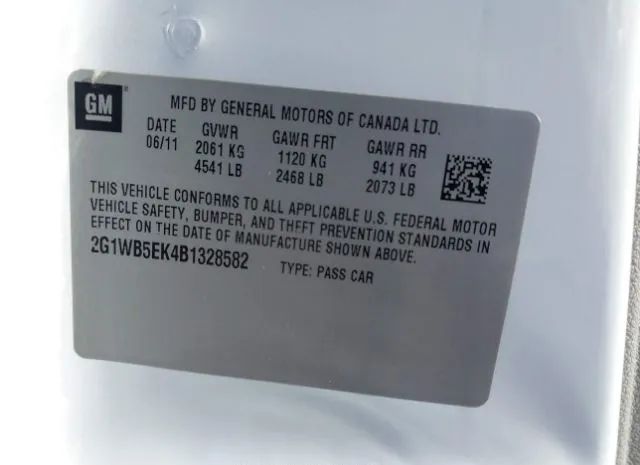 GM
MFD BY GENERAL MOTORS OF CANADA LTD.
DATE GVWR GAWR FRT GAWR RR
06/11 2061 KG 1120 KG 941 KG
4541 LB 2468 LB 2073 LB
THIS VEHICLE CONFORMS TO ALL APPLICABLE U.S. FEDERAL MOTOR
VEHICLE SAFETY, BUMPER, AND THEFT PREVENTION STANDARDS IN
EFFECT ON THE DATE OF MANUFACTURE SHOWN ABOVE.
2G1WB5EK4B1328582 TYPE: PASS CAR